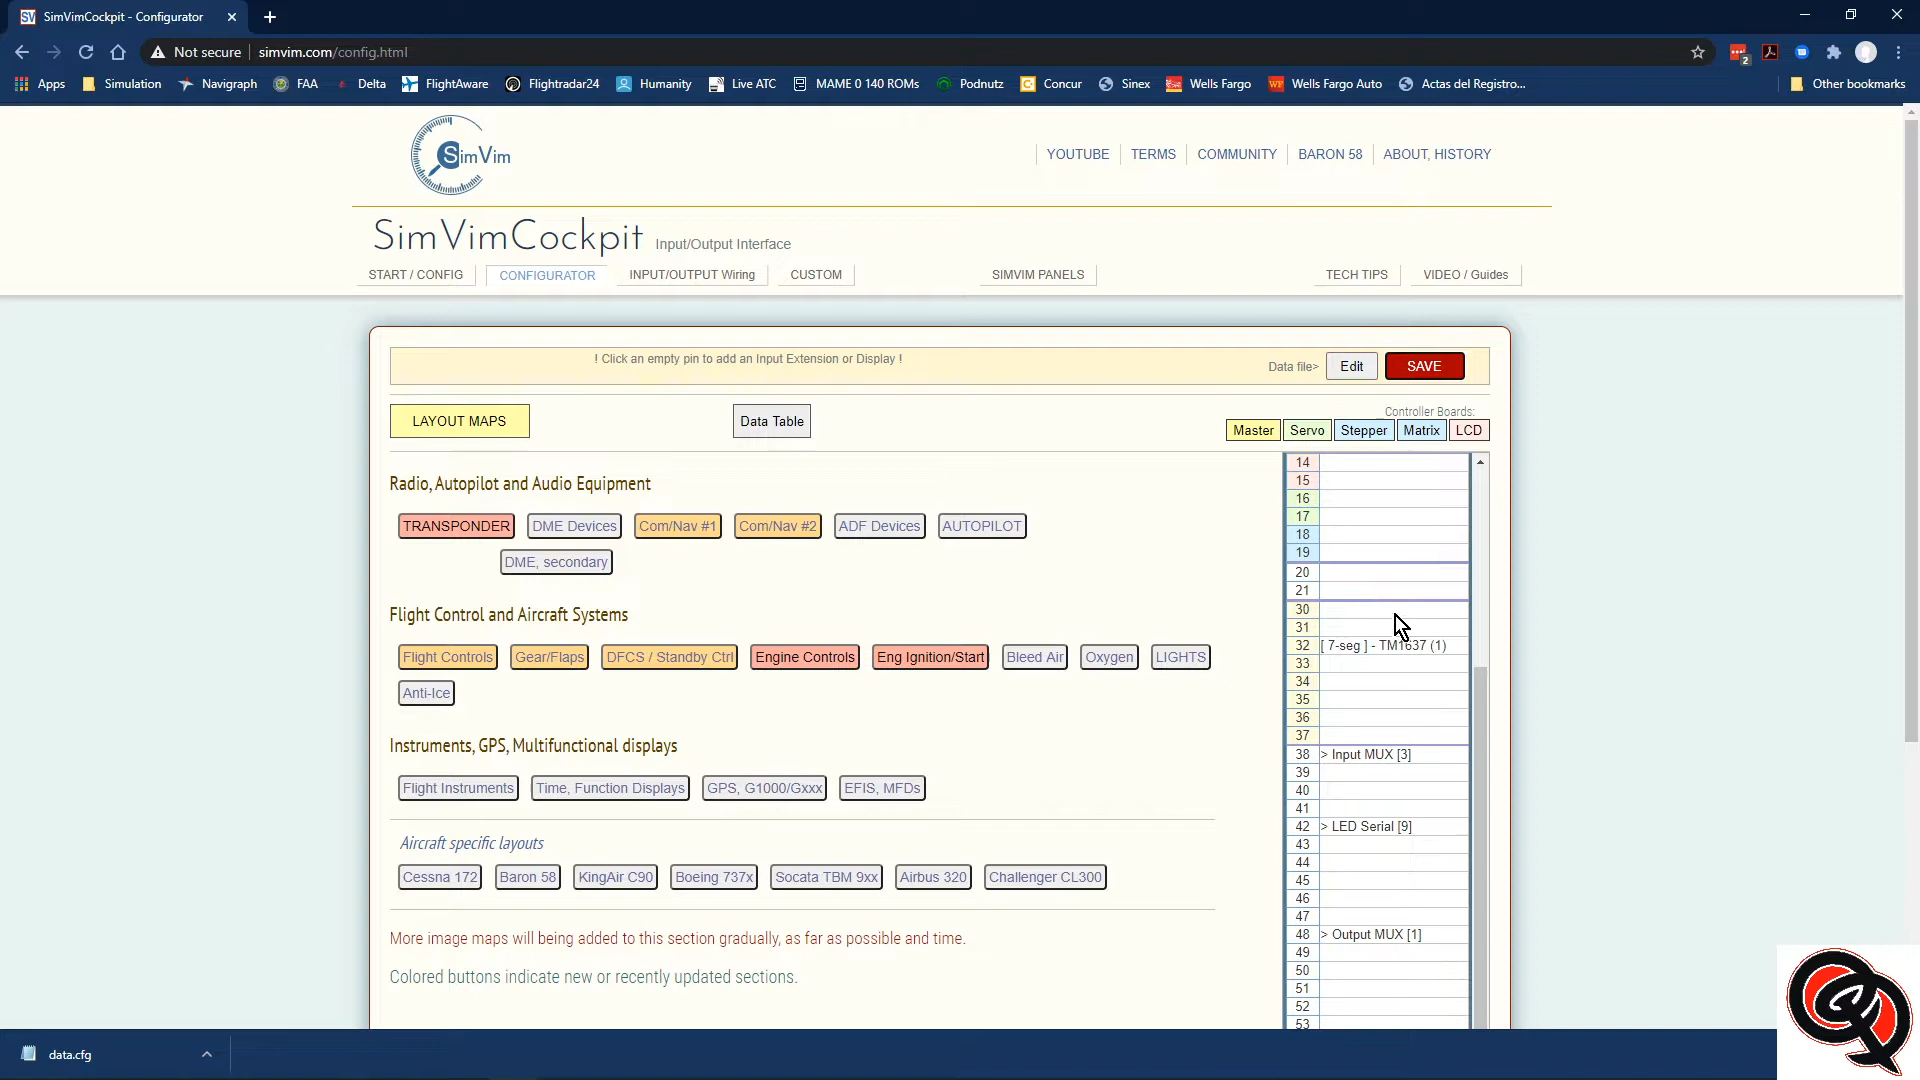 SV SimVimCockpit - Configurator
Not secure simvim.com/config.html
2
Apps Simulation Navigraph FAA Delta FlightAware Flightradar24 Humanity Live ATC MAME 0 140 ROMs Podnutz Concur Sinex Wells Fargo Wells Fargo Auto Actas del Registro... Other bookmarks
SimVim
YOUTUBE TERMS COMMUNITY BARON 58 ABOUT, HISTORY
SimVimCockpit Input/Output Interface
START / CONFIG CONFIGURATOR INPUT/OUTPUT Wiring CUSTOM SIMVIM PANELS TECH TIPS VIDEO / Guides
! Click an empty pin to add an Input Extension or Display !
Data file> Edit SAVE
LAYOUT MAPS Data Table
Controller Boards:
Master Servo Stepper Matrix LCD
Radio, Autopilot and Audio Equipment
TRANSPONDER DME Devices Com/Nav #1 Com/Nav #2 ADF Devices AUTOPILOT
DME, secondary
Flight Control and Aircraft Systems
Flight Controls Gear/Flaps DFCS / Standby Ctrl Engine Controls Eng Ignition/Start Bleed Air Oxygen LIGHTS
Anti-Ice
Instruments, GPS, Multifunctional displays
Flight Instruments Time, Function Displays GPS, G1000/Gxxx EFIS, MFDs
Aircraft specific layouts
Cessna 172 Baron 58 KingAir C90 Boeing 737x Socata TBM 9xx Airbus 320 Challenger CL300
More image maps will being added to this section gradually, as far as possible and time.
Colored buttons indicate new or recently updated sections.
14
15
16
17
18
19
20
21
30
31
32 [ 7-seg ] - TM1637 (1)
33
34
35
36
37
38 > Input MUX [3]
39
40
41
42 > LED Serial [9]
43
44
45
46
47
48 > Output MUX [1]
49
50
51
52
53
data.cfg